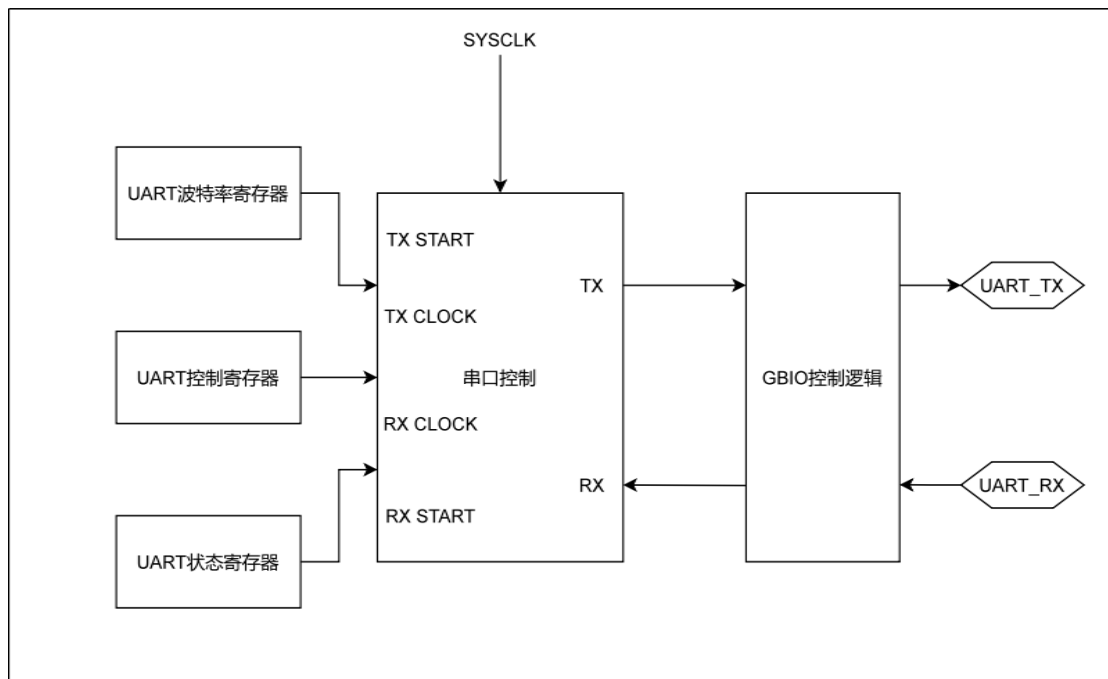 SYSCLK
UART波特率寄存器
TX START
TX
UART_TX
TX CLOCK
UART控制寄存器
串口控制
GBIO控制逻辑
RX CLOCK
RX
UART_RX
RX START
UART状态寄存器